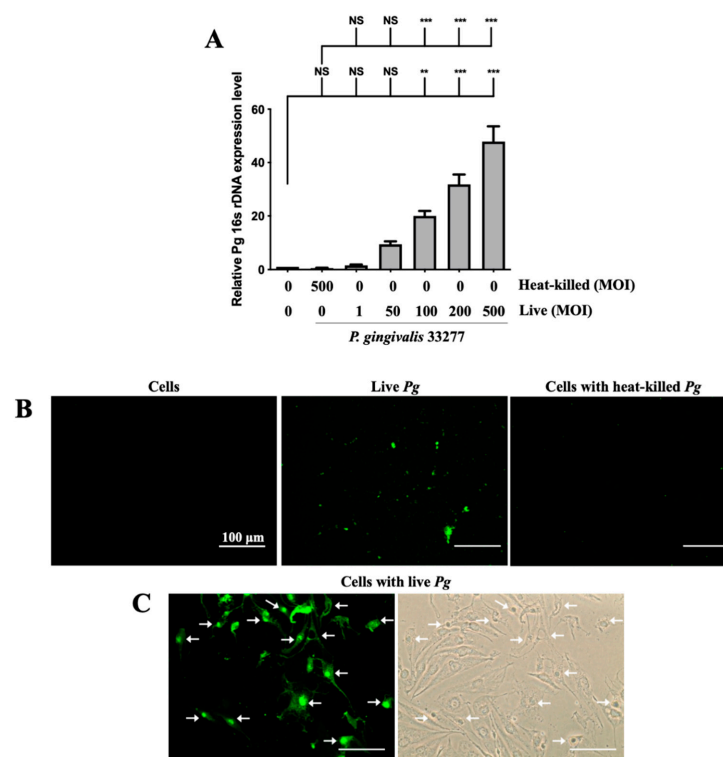 A
NS NS *** *** ***
NS NS NS ** *** ***
Relative Pg 16s rDNA expression level
60
40
20
0
0 500 0 0 0 0 0 Heat-killed (MOI)
0 0 1 50 100 200 500 Live (MOI)
P. gingivalis 33277
B
Cells Live Pg Cells with heat-killed Pg
100 μm
Cells with live Pg
C